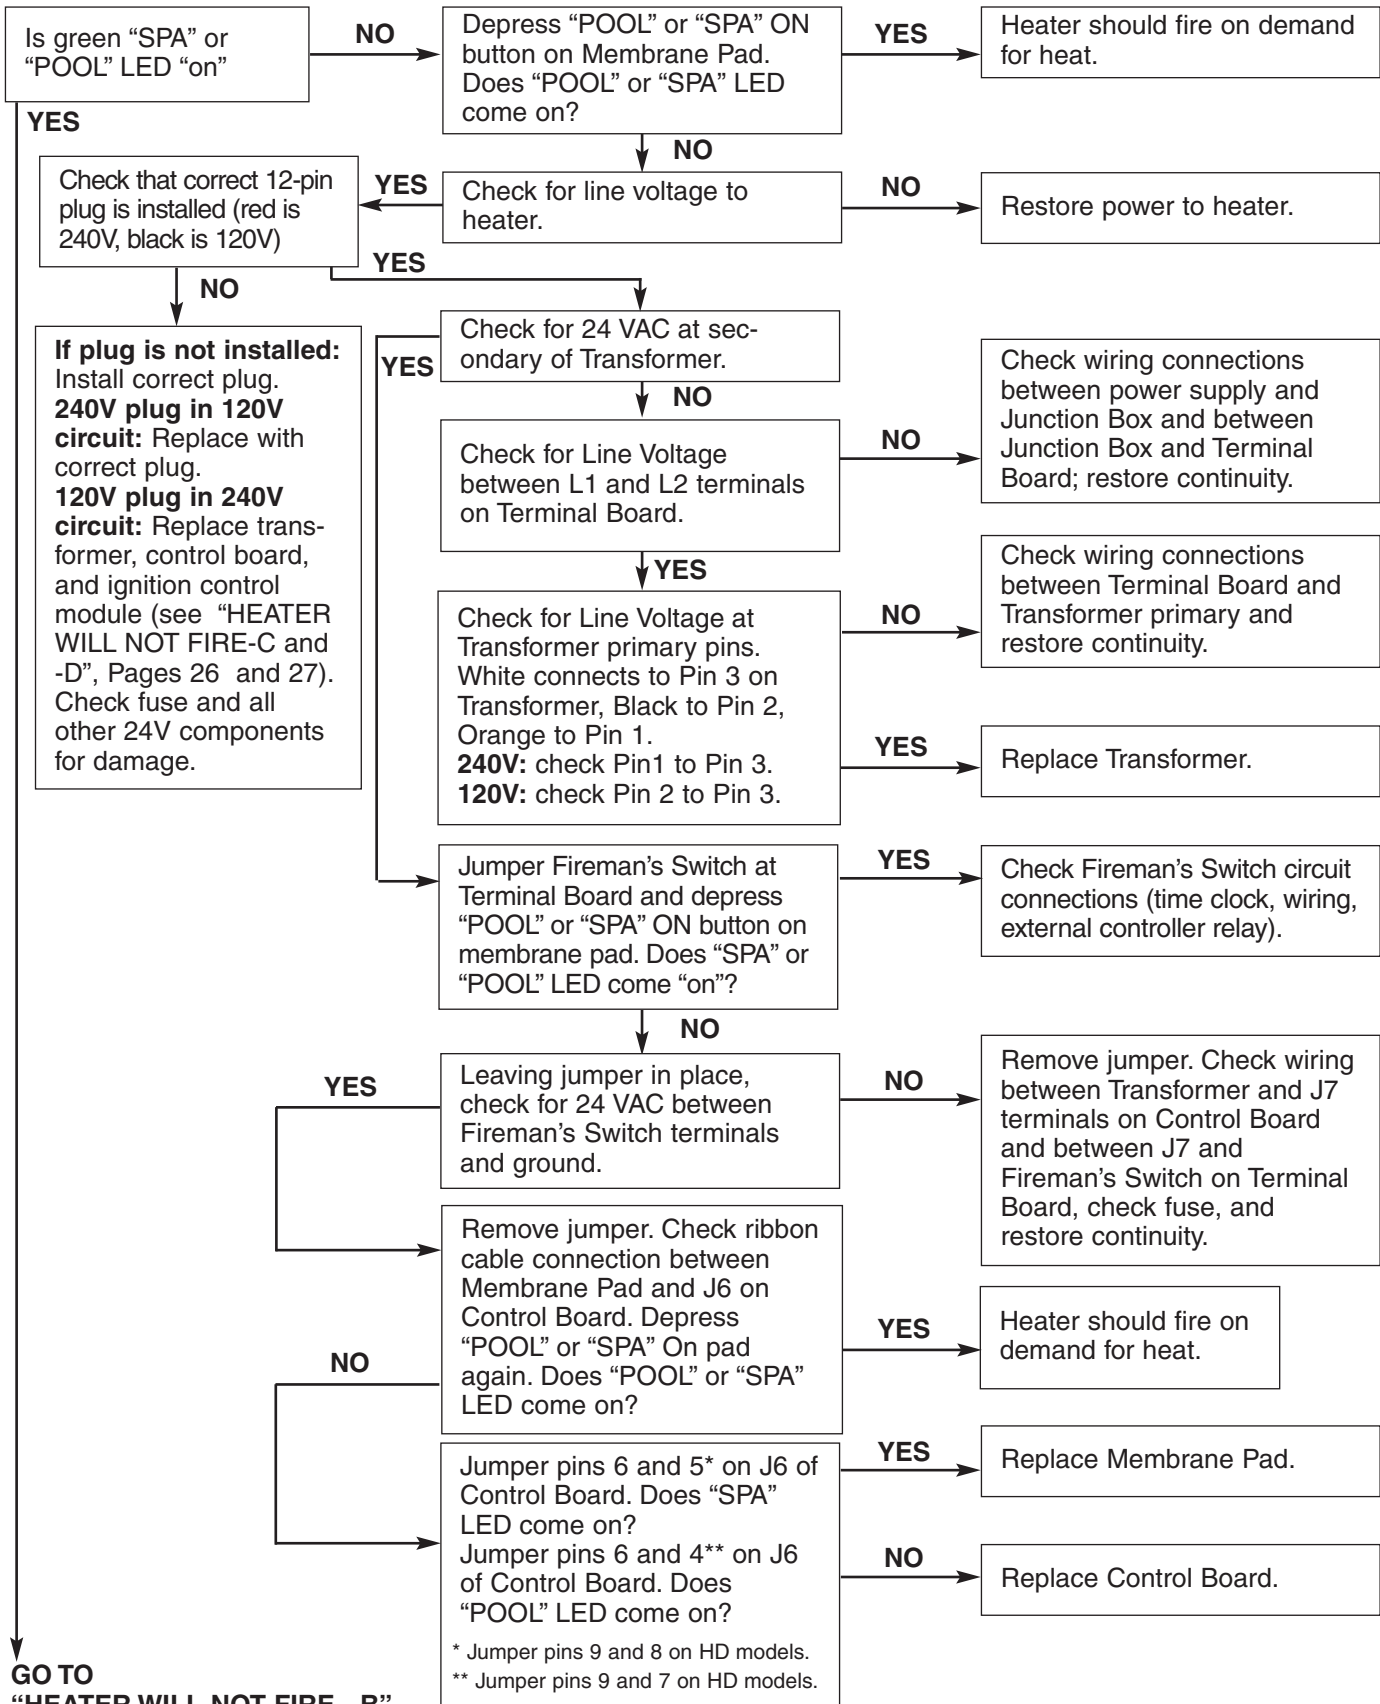 Is green “SPA” or
“POOL” LED “on”
NO
Depress “POOL” or “SPA” ON
button on Membrane Pad.
Does “POOL” or “SPA” LED
come on?
YES
Heater should fire on demand
for heat.
YES
NO
Check that correct 12-pin
plug is installed (red is
240V, black is 120V)
YES
Check for line voltage to
heater.
NO
Restore power to heater.
YES
NO
If plug is not installed:
Install correct plug.
240V plug in 120V
circuit: Replace with
correct plug.
120V plug in 240V
circuit: Replace trans-
former, control board,
and ignition control
module (see “HEATER
WILL NOT FIRE-C and
-D”, Pages 26 and 27).
Check fuse and all
other 24V components
for damage.
YES
Check for 24 VAC at sec-
ondary of Transformer.
NO
Check for Line Voltage
between L1 and L2 terminals
on Terminal Board.
NO
Check wiring connections
between power supply and
Junction Box and between
Junction Box and Terminal
Board; restore continuity.
YES
Check for Line Voltage at
Transformer primary pins.
White connects to Pin 3 on
Transformer, Black to Pin 2,
Orange to Pin 1.
240V: check Pin1 to Pin 3.
120V: check Pin 2 to Pin 3.
NO
Check wiring connections
between Terminal Board and
Transformer primary and
restore continuity.
YES
Replace Transformer.
Jumper Fireman’s Switch at
Terminal Board and depress
“POOL” or “SPA” ON button on
membrane pad. Does “SPA” or
“POOL” LED come “on”?
YES
Check Fireman’s Switch circuit
connections (time clock, wiring,
external controller relay).
NO
YES
Leaving jumper in place,
check for 24 VAC between
Fireman’s Switch terminals
and ground.
NO
Remove jumper. Check wiring
between Transformer and J7
terminals on Control Board
and between J7 and
Fireman’s Switch on Terminal
Board, check fuse, and
restore continuity.
Remove jumper. Check ribbon
cable connection between
Membrane Pad and J6 on
Control Board. Depress
“POOL” or “SPA” On pad
again. Does “POOL” or “SPA”
LED come on?
YES
Heater should fire on
demand for heat.
NO
Jumper pins 6 and 5* on J6 of
Control Board. Does “SPA”
LED come on?
Jumper pins 6 and 4** on J6
of Control Board. Does
“POOL” LED come on?
* Jumper pins 9 and 8 on HD models.
** Jumper pins 9 and 7 on HD models.
YES
Replace Membrane Pad.
NO
Replace Control Board.
GO TO
“HEATER WILL NOT FIRE - B”